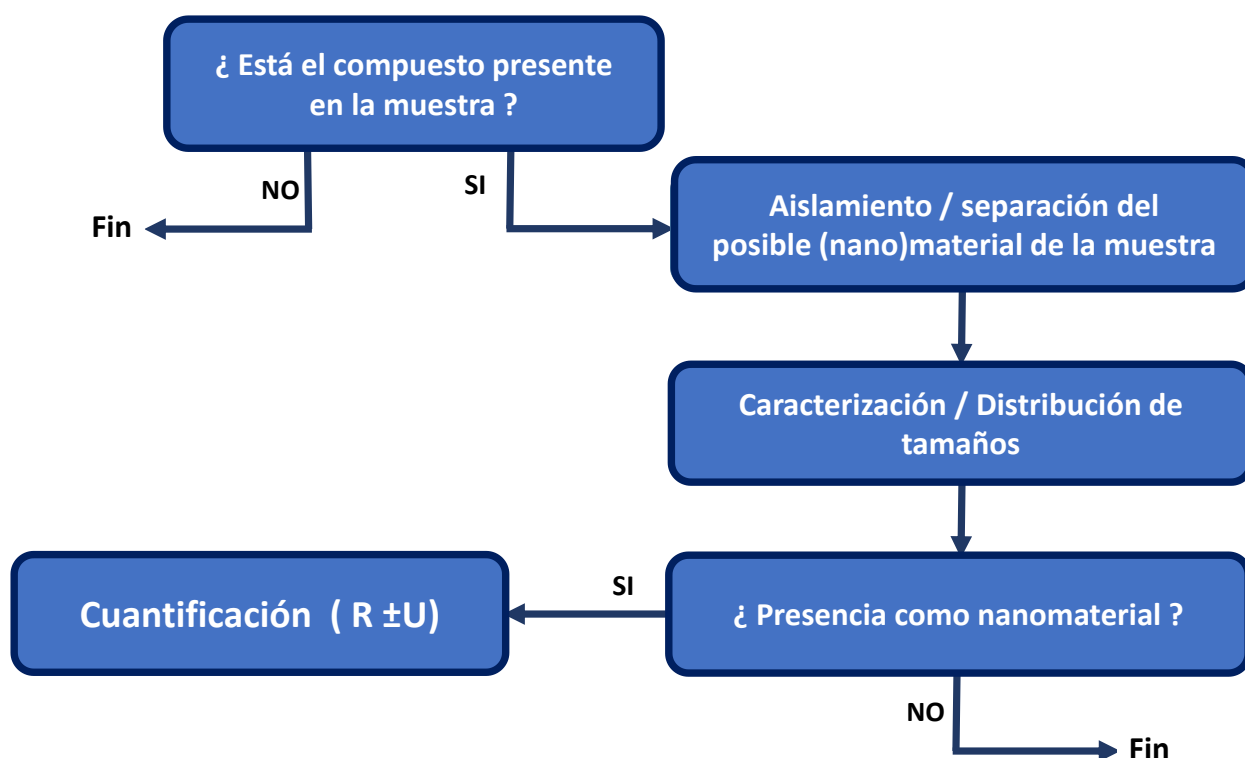 ¿ Está el compuesto presente
en la muestra ?
NO
SI
Fin
Aislamiento / separación del
posible (nano)material de la muestra
Caracterización / Distribución de
tamaños
SI
Cuantificación ( R ±U)
¿ Presencia como nanomaterial ?
NO
Fin